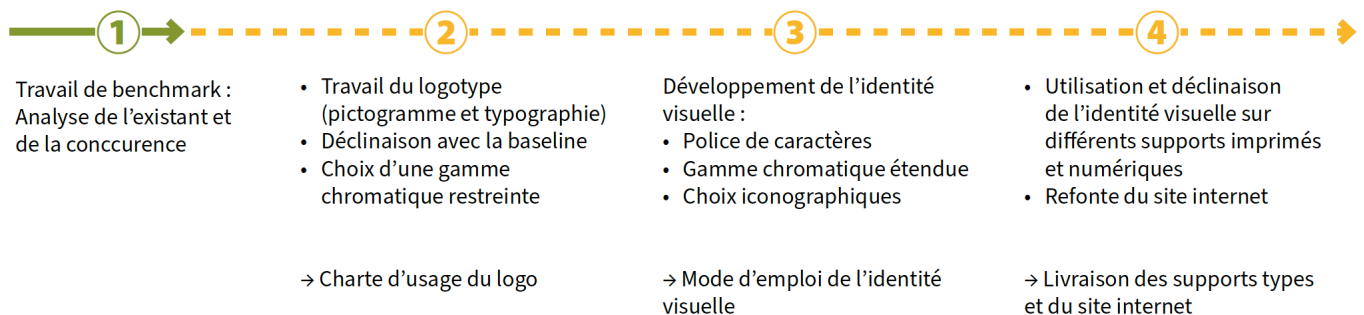 1
Travail de benchmark :
Analyse de l’existant et
de la conccurence
2
• Travail du logotype
(pictogramme et typographie)
• Déclinaison avec la baseline
• Choix d’une gamme
chromatique restreinte
→ Charte d’usage du logo
3
Développement de l’identité
visuelle :
• Police de caractères
• Gamme chromatique étendue
• Choix iconographiques
→ Mode d’emploi de l’identité
visuelle
4
• Utilisation et déclinaison
de l’identité visuelle sur
différents supports imprimés
et numériques
• Refonte du site internet
→ Livraison des supports types
et du site internet